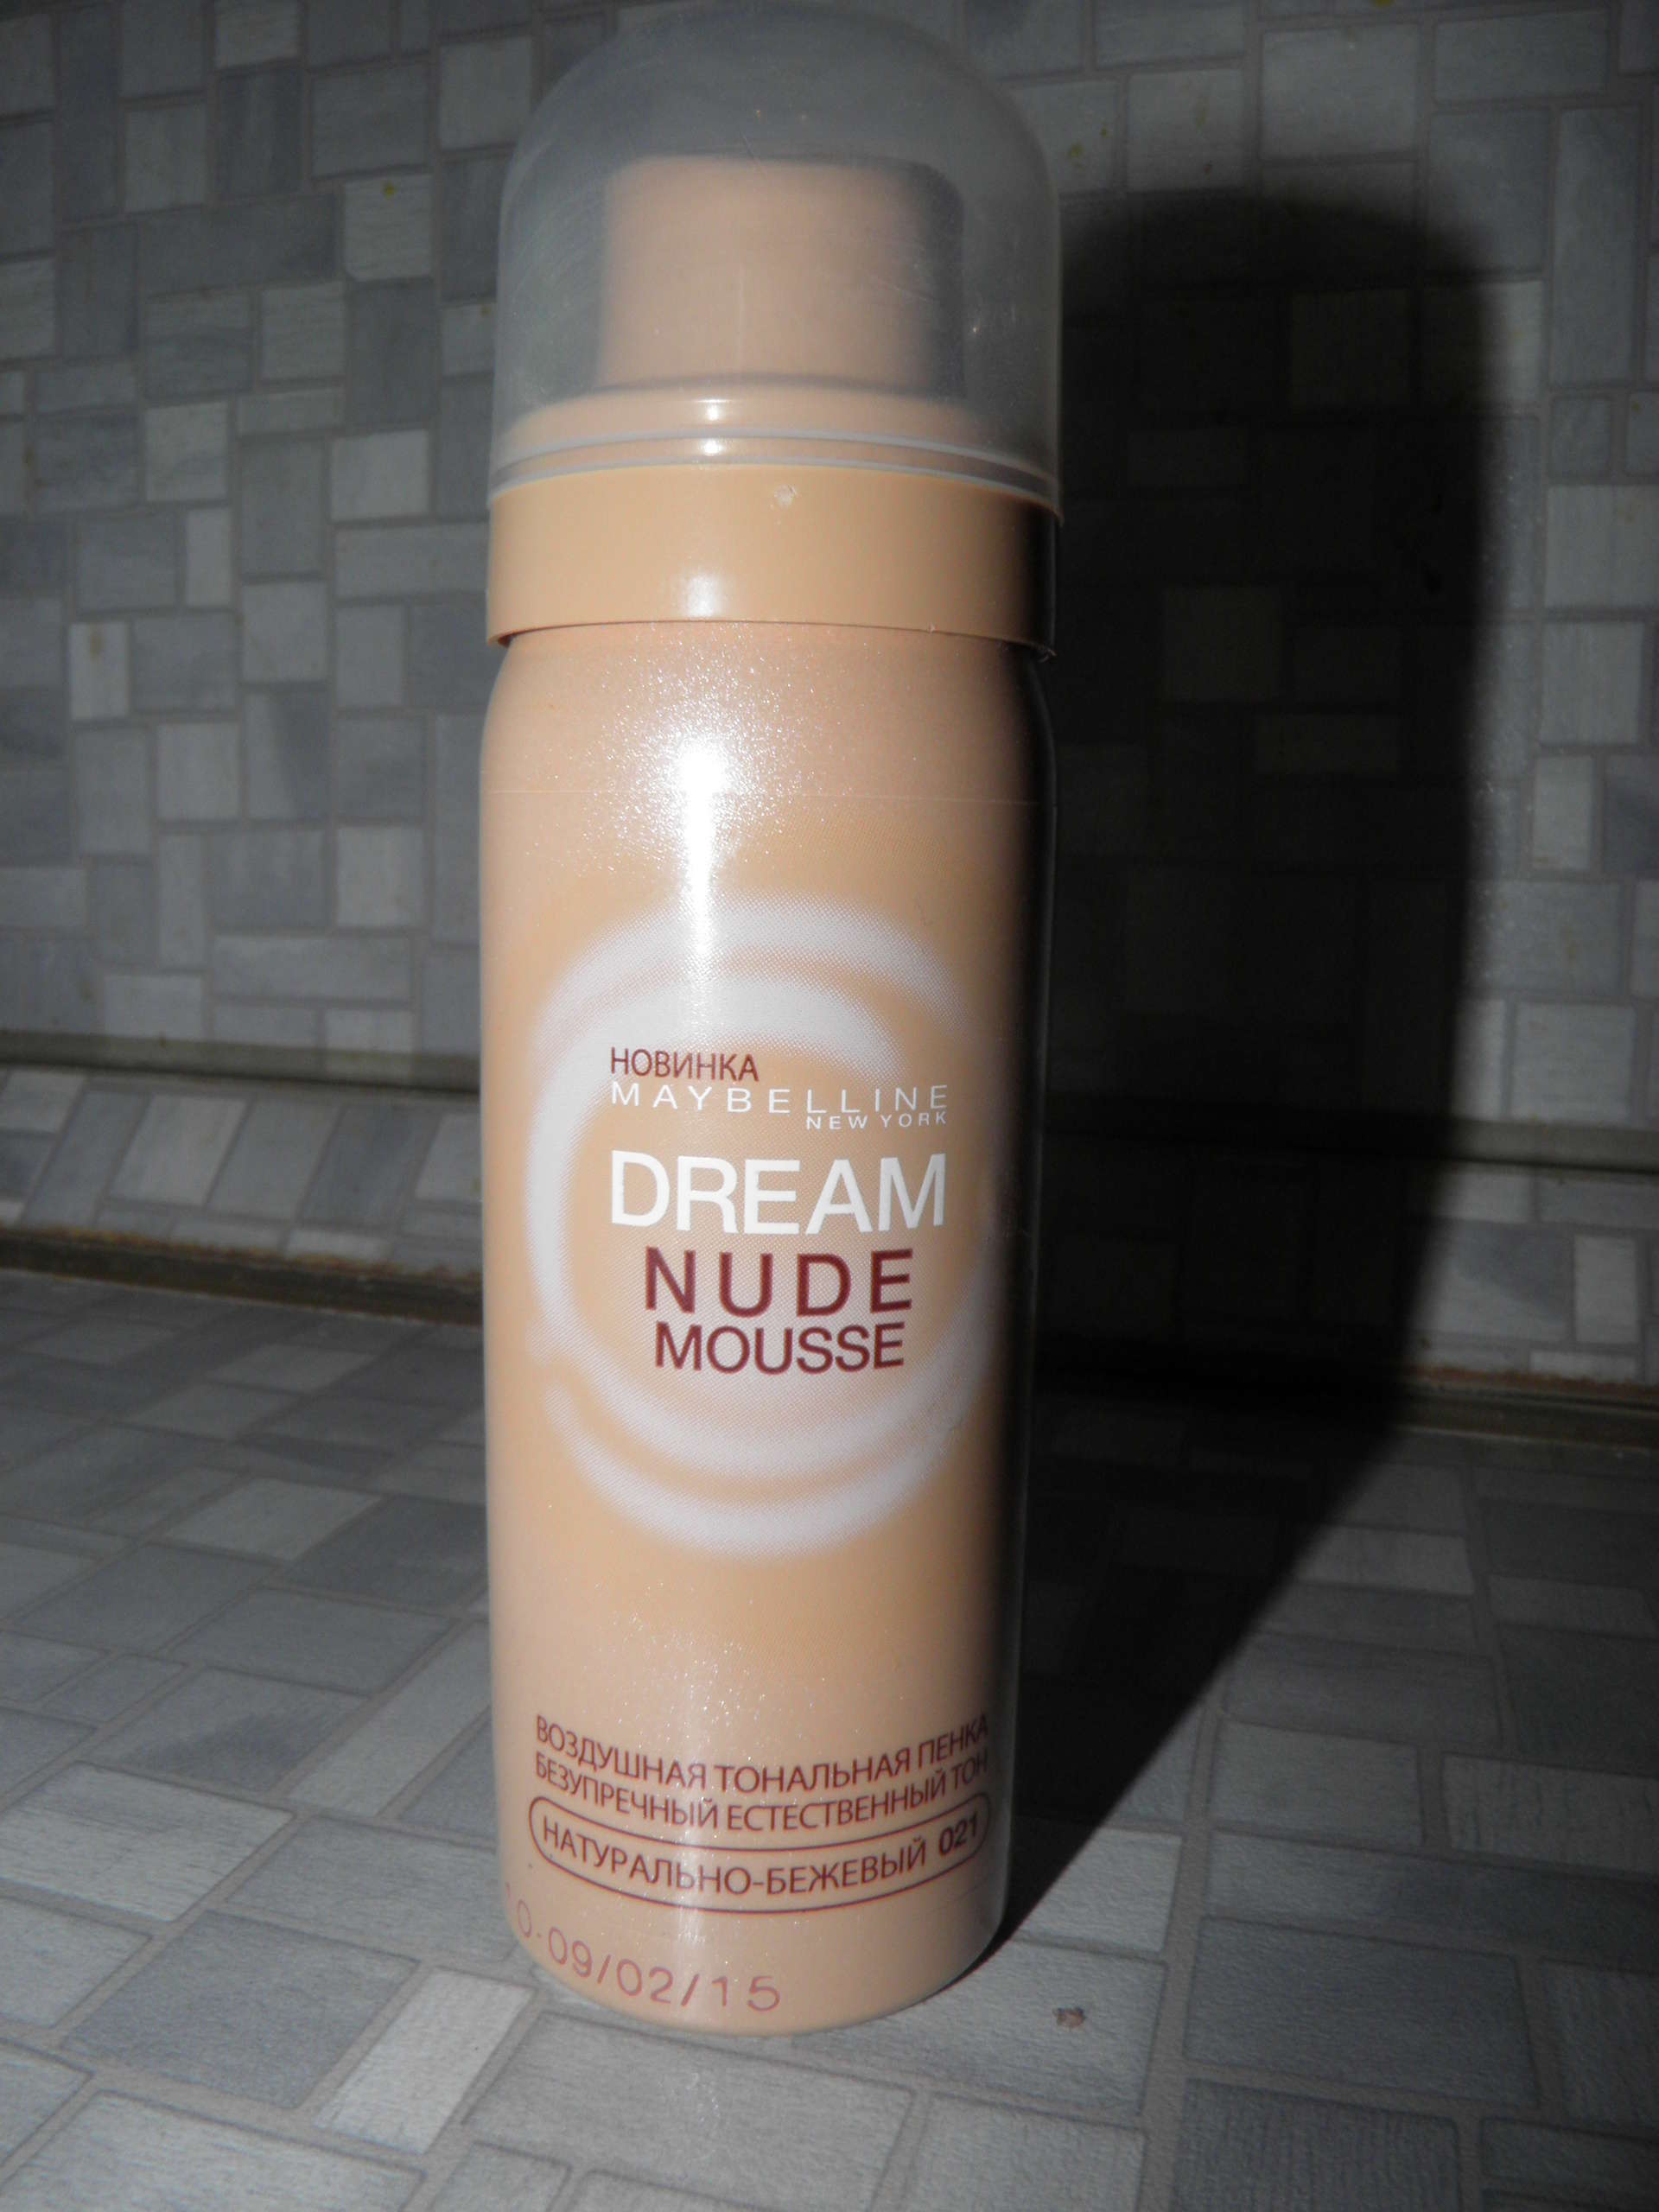 НОВИНКА
MAYBELLINE
NEW YORK
DREAM
NUDE
MOUSSE
ВОЗДУШНАЯ ТОНАЛЬНАЯ ПЕНКА
БЕЗУПРЕЧНЫЙ ЕСТЕСТВЕННЫЙ ТОН
НАТУРАЛЬНО-БЕЖЕВЫЙ 021
0-09/02/15